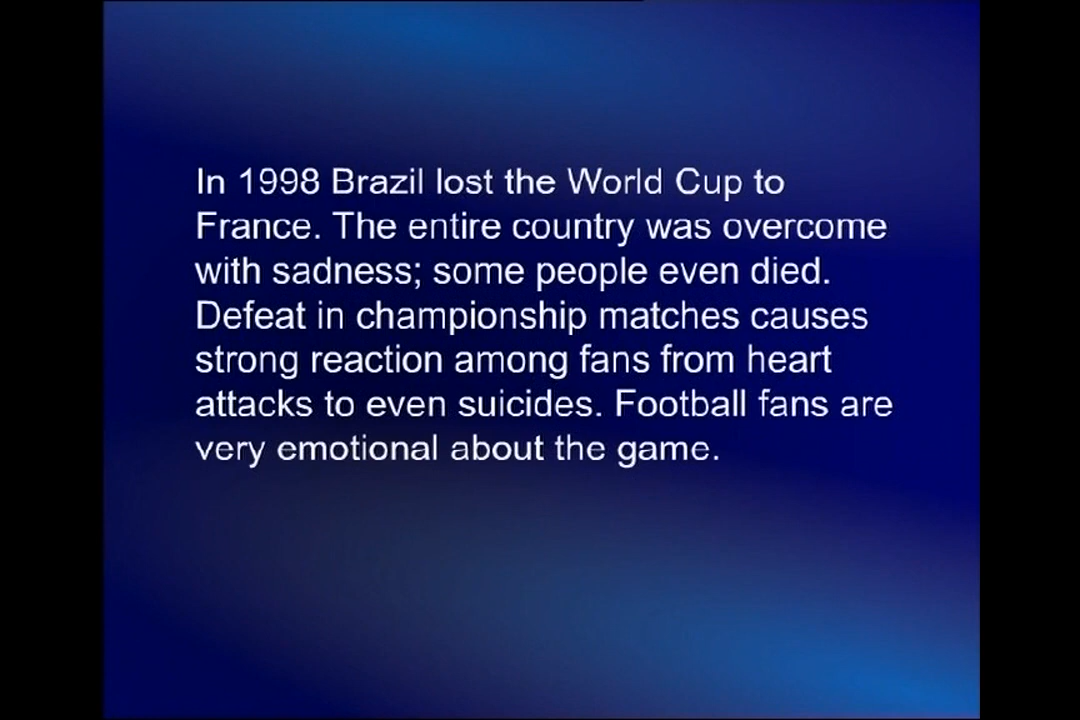 In 1998 Brazil lost the World Cup to
France. The entire country was overcome
with sadness; some people even died.
Defeat in championship matches causes
strong reaction among fans from heart
attacks to even suicides. Football fans are
very emotional about the game.